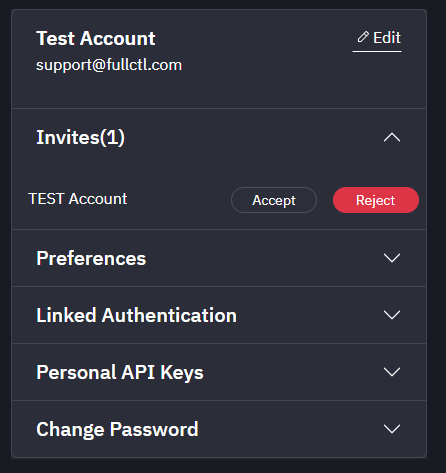 Test Account
Edit
support@fullctl.com
Invites(1)
TEST Account
Accept
Reject
Preferences
Linked Authentication
Personal API Keys
Change Password